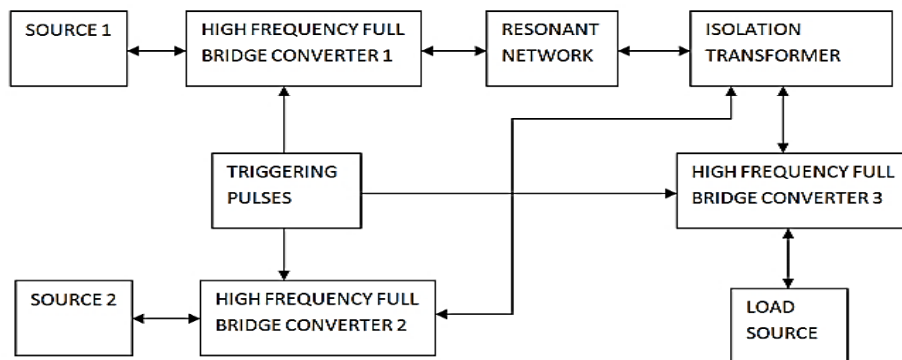 SOURCE 1
HIGH FREQUENCY FULL
BRIDGE CONVERTER 1
RESONANT
NETWORK
ISOLATION
TRANSFORMER
TRIGGERING
PULSES
HIGH FREQUENCY FULL
BRIDGE CONVERTER 3
SOURCE 2
HIGH FREQUENCY FULL
BRIDGE CONVERTER 2
LOAD
SOURCE